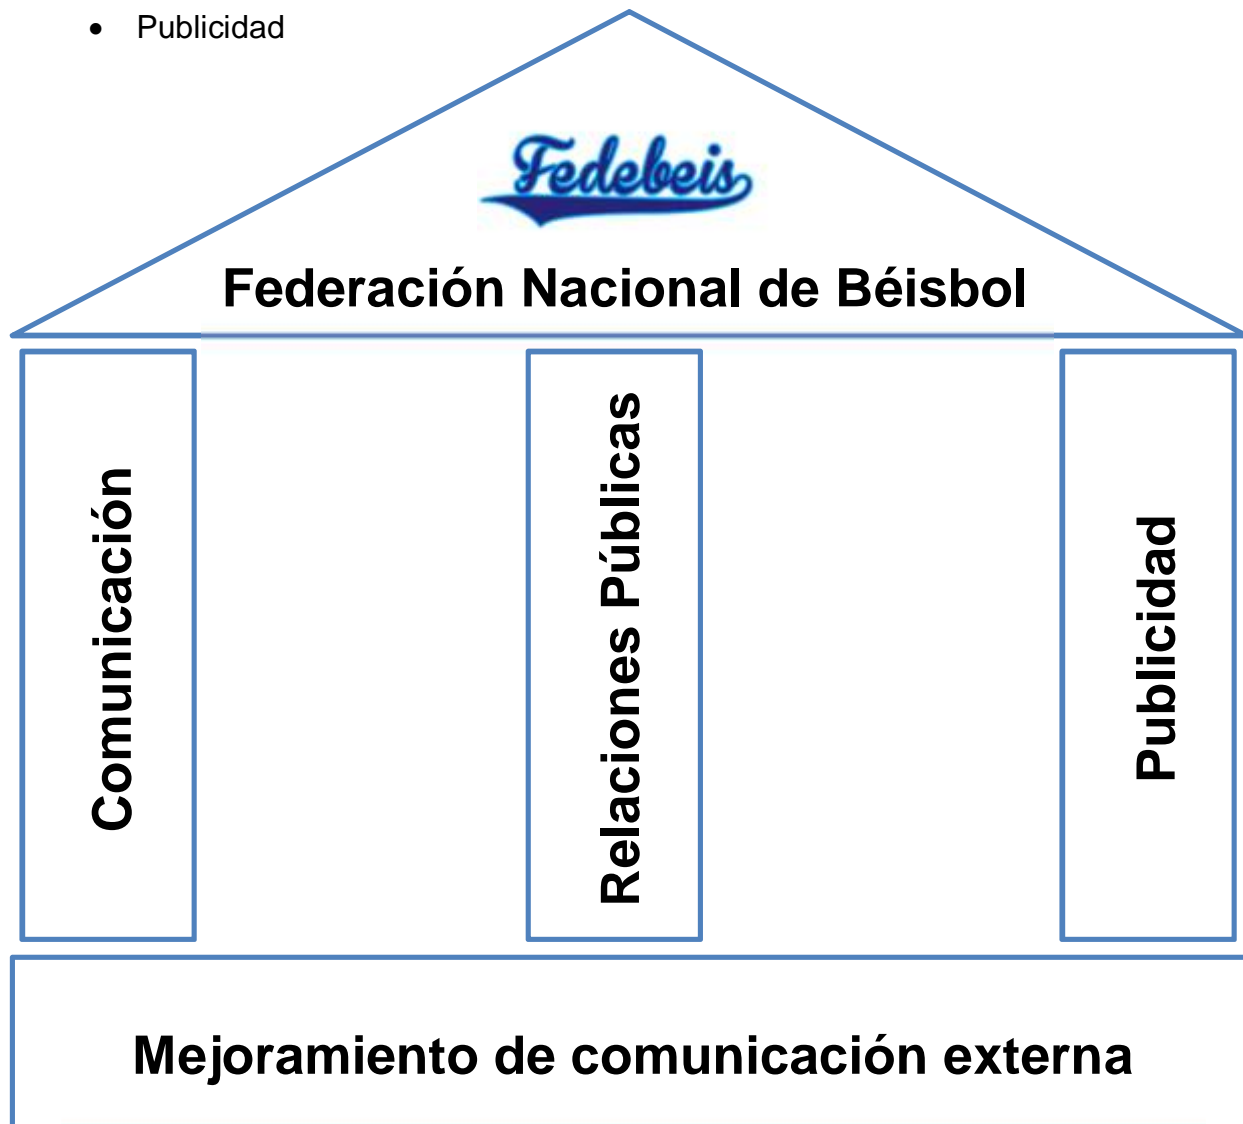 • Publicidad
Fedebeis
Federación Nacional de Béisbol
Comunicación
Relaciones Públicas
Publicidad
Mejoramiento de comunicación externa